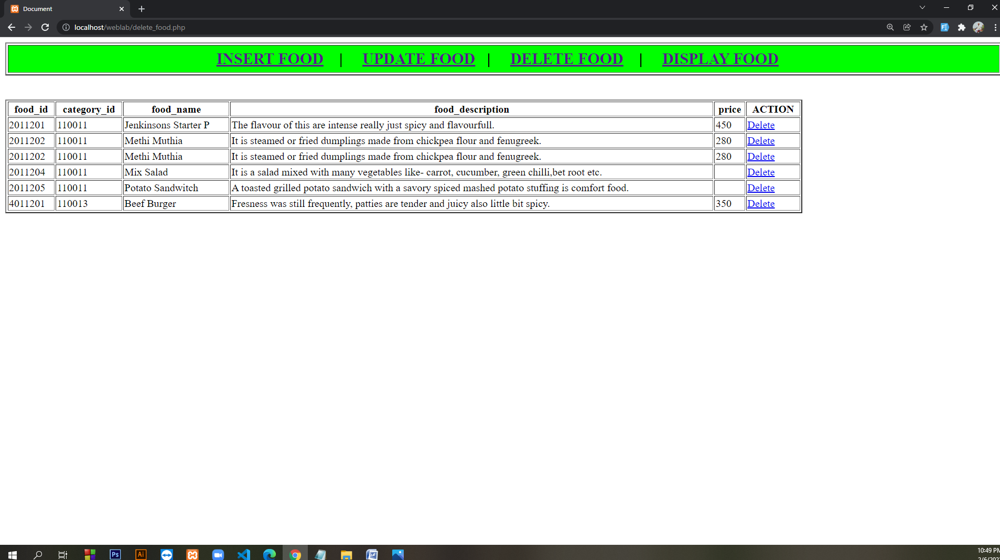 Document
localhost/weblab/delete_food.php
INSERT FOOD | UPDATE FOOD | DELETE FOOD | DISPLAY FOOD
food_id category_id food_name food_description price ACTION
2011201 110011 Jenkinsons Starter P The flavour of this are intense really just spicy and flavourfull. 450 Delete
2011202 110011 Methi Muthia It is steamed or fried dumplings made from chickpea flour and fenugreek. 280 Delete
2011202 110011 Methi Muthia It is steamed or fried dumplings made from chickpea flour and fenugreek. 280 Delete
2011204 110011 Mix Salad It is a salad mixed with many vegetables like- carrot, cucumber, green chilli,bet root etc. Delete
2011205 110011 Potato Sandwitch A toasted grilled potato sandwich with a savory spiced mashed potato stuffing is comfort food. Delete
4011201 110013 Beef Burger Fresness was still frequently, patties are tender and juicy also little bit spicy. 350 Delete
Ps Ai
10:49 PM